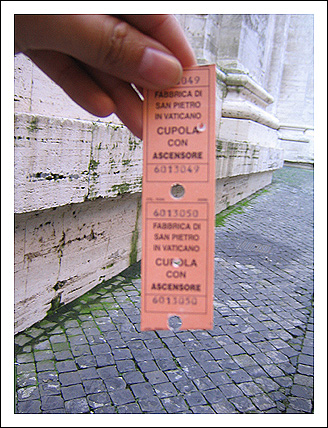 049
FABBRICA DI
SAN PIETRO
IN VATICANO
CUPOLA
CON
ASCENSORE
6013049
6013050
FABBRICA DI
SAN PIETRO
IN VATICANO
CUPOLA
CON
ASCENSORE
6013050